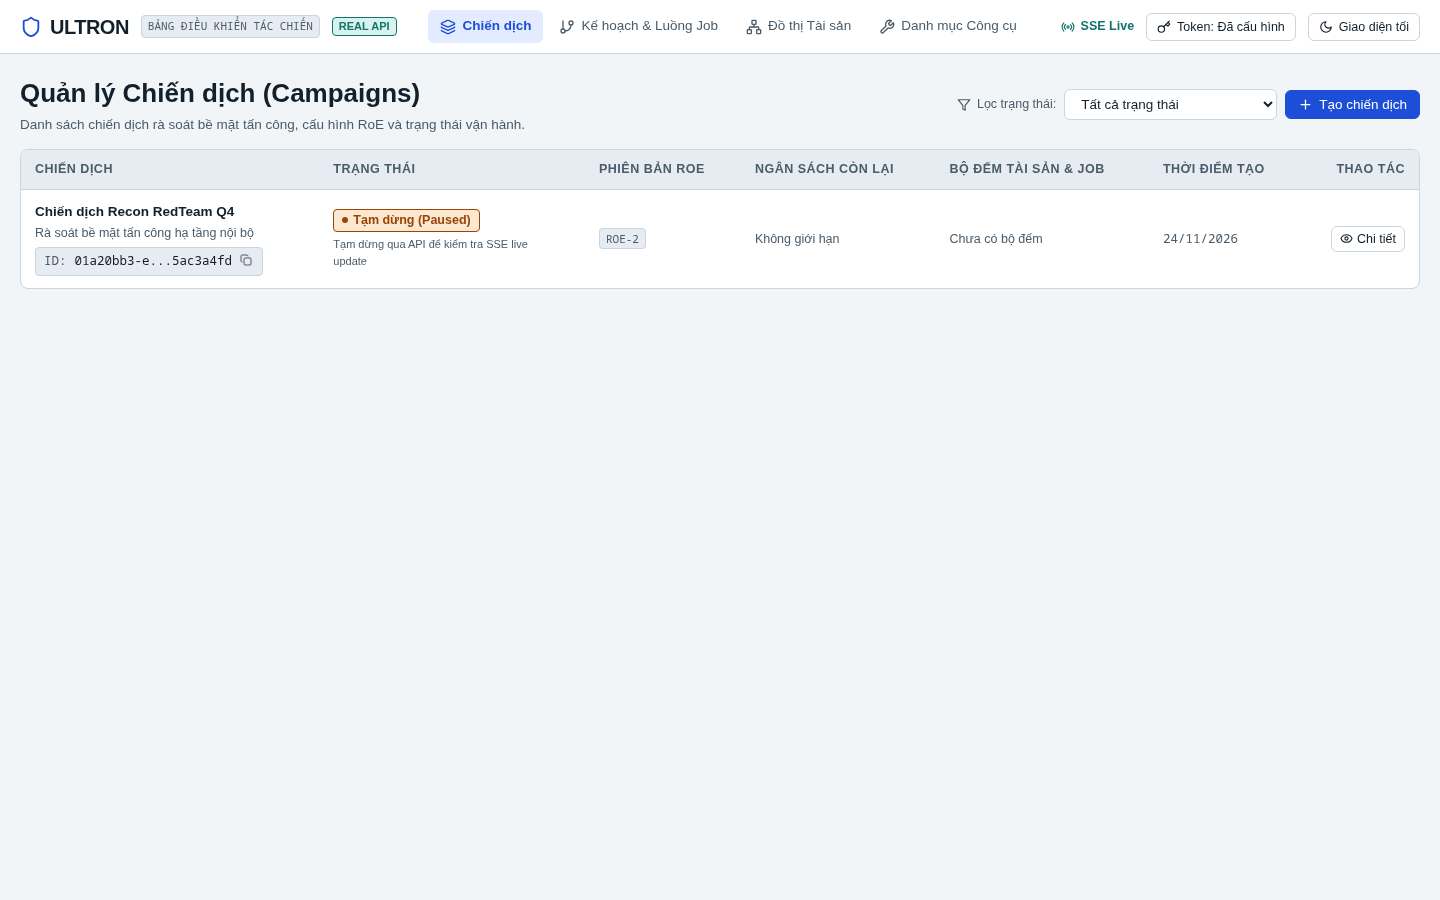 ULTRON
BẢNG ĐIỀU KHIỂN TÁC CHIẾN
REAL API
Chiến dịch
Kế hoạch & Luồng Job
Đồ thị Tài sản
Danh mục Công cụ
SSE Live
Token: Đã cấu hình
Giao diện tối
Quản lý Chiến dịch (Campaigns)
Danh sách chiến dịch rà soát bề mặt tấn công, cấu hình RoE và trạng thái vận hành.
Lọc trạng thái:
Tất cả trạng thái
Tạo chiến dịch
CHIẾN DỊCH
TRẠNG THÁI
PHIÊN BẢN ROE
NGÂN SÁCH CÒN LẠI
BỘ ĐẾM TÀI SẢN & JOB
THỜI ĐIỂM TẠO
THAO TÁC
Chiến dịch Recon RedTeam Q4
Rà soát bề mặt tấn công hạ tầng nội bộ
ID: 01a20bb3-e...5ac3a4fd
Tạm dừng (Paused)
Tạm dừng qua API để kiểm tra SSE live
update
ROE-2
Không giới hạn
Chưa có bộ đếm
24/11/2026
Chi tiết